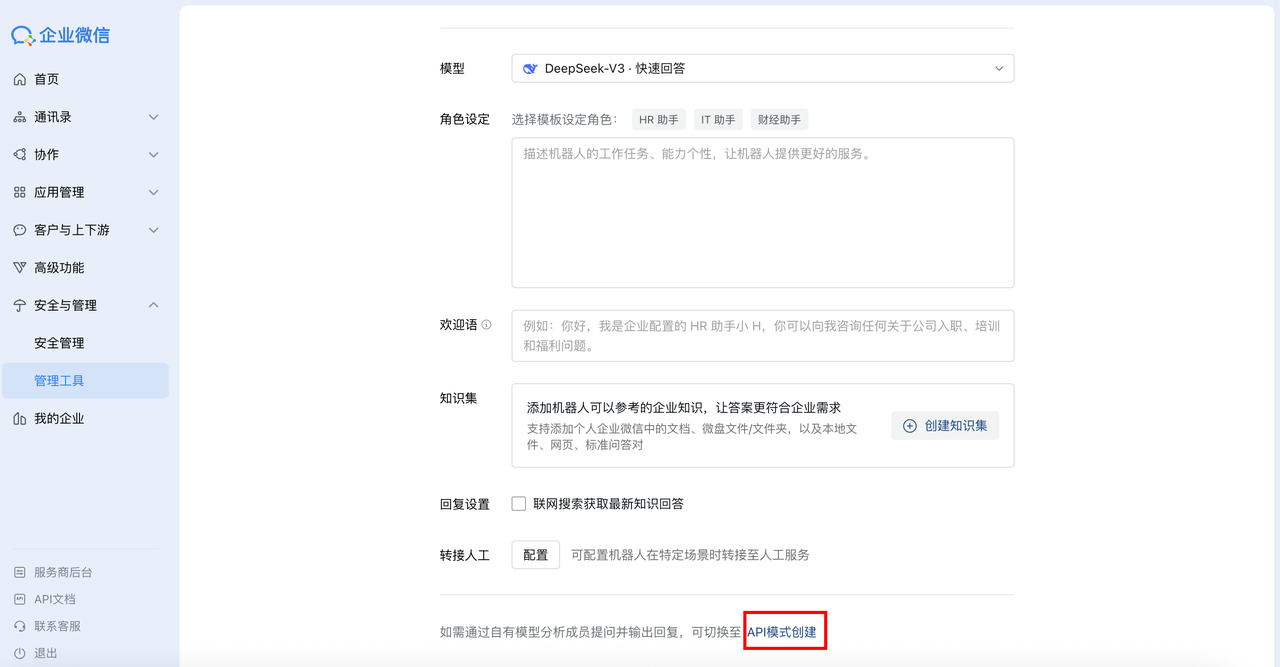 企业微信
首页
通讯录
协作
应用管理
客户与上下游
高级功能
安全与管理
安全管理
管理工具
我的企业
服务商后台
API文档
联系客服
退出
模型
DeepSeek-V3 · 快速回答
角色设定
选择模板设定角色： HR 助手 IT 助手 财经助手
描述机器人的工作任务、能力个性，让机器人提供更好的服务。
欢迎语
例如：你好，我是企业配置的 HR 助手小 H，你可以向我咨询任何关于公司入职、培训
和福利问题。
知识集
添加机器人可以参考的企业知识，让答案更符合企业需求
支持添加个人企业微信中的文档、微盘文件/文件夹，以及本地文
件、网页、标准问答对
创建知识集
回复设置
联网搜索获取最新知识回答
转接人工
配置
可配置机器人在特定场景时转接至人工服务
如需通过自有模型分析成员提问并输出回复，可切换至 API模式创建